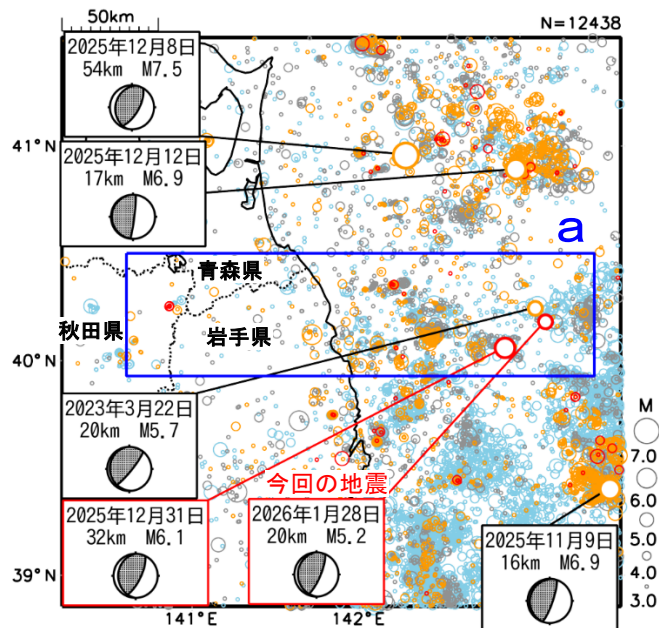 50km
N=12438
2025年12月8日
54km M7.5
41°N
2025年12月12日
17km M6.9
a
青森県
秋田県
岩手県
40°N
2023年3月22日
20km M5.7
今回の地震
2025年12月31日
32km M6.1
2026年1月28日
20km M5.2
2025年11月9日
16km M6.9
M
7.0
6.0
5.0
4.0
3.0
39°N
141°E
142°E